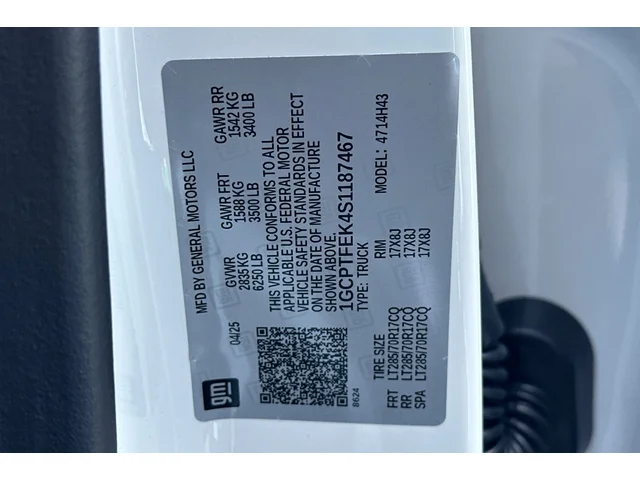 MFD BY GENERAL MOTORS LLC
04/25
GVWR GAWR FRT GAWR RR
2835 KG 1588 KG 1542 KG
6250 LB 3500 LB 3400 LB
THIS VEHICLE CONFORMS TO ALL
APPLICABLE U.S. FEDERAL MOTOR
VEHICLE SAFETY STANDARDS IN EFFECT
ON THE DATE OF MANUFACTURE
SHOWN ABOVE.
1GCPTFEK4S1187467
TYPE: TRUCK MODEL: 4714H43
gm
8624
TIRE SIZE RIM
FRT LT285/70R17CQ 17X8J
RR LT285/70R17CQ 17X8J
SPA LT285/70R17CQ 17X8J